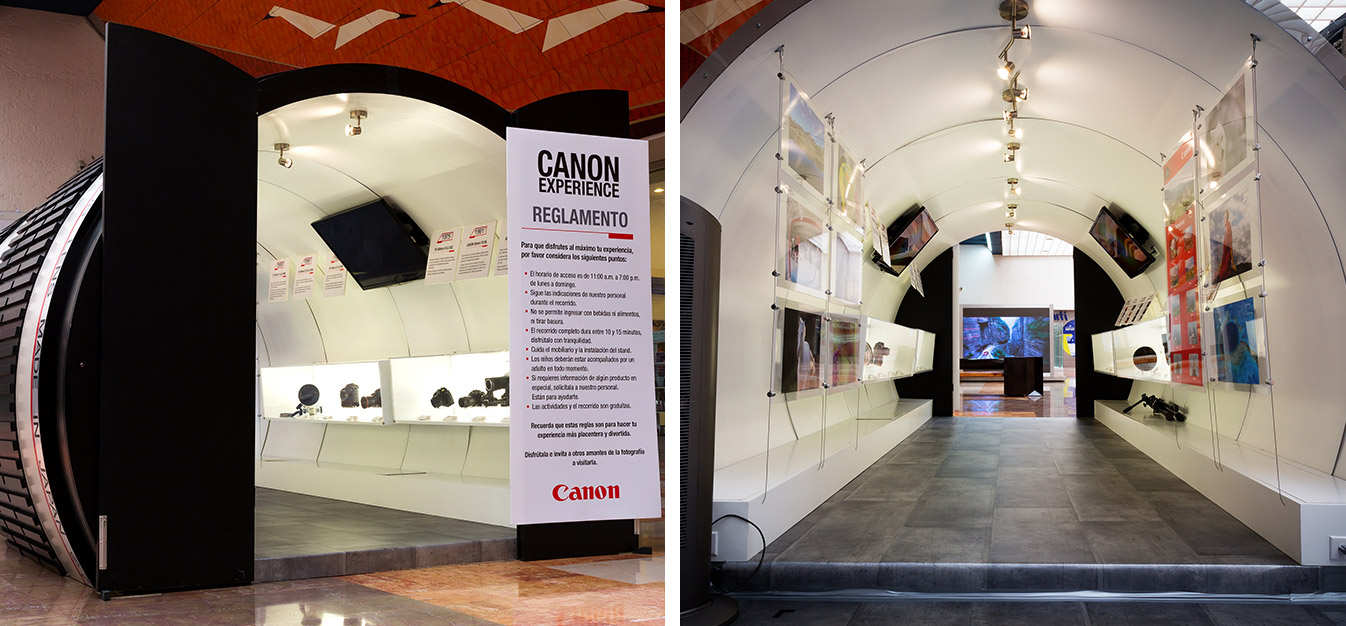 CANON
EXPERIENCE
REGLAMENTO
Para que disfrutes al máximo tu experiencia,
por favor considera los siguientes puntos:
• El horario de acceso es de 11:00 a.m. a 7:00 p.m.
de lunes a domingo.
• Sigue las indicaciones de nuestro personal
durante el recorrido.
• No se permite ingresar con bebidas ni alimentos,
ni tirar basura.
• El recorrido completo dura entre 10 y 15 minutos,
disfrútalo con tranquilidad.
• Cuida el mobiliario y la instalación del stand.
• Los niños deberán estar acompañados por un
adulto en todo momento.
• Si requieres información de algún producto en
especial, solicítala a nuestro personal.
Están para ayudarte.
• Las actividades y el recorrido son gratuitas.
Recuerda que estas reglas son para hacer tu
experiencia más placentera y divertida.
Disfrútala e invita a otros amantes de la fotografía
a visitarla.
Canon
MADE IN JAPAN